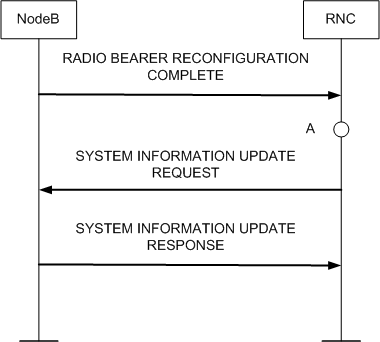 NodeB
RNC
RADIO BEARER RECONFIGURATION
COMPLETE
A
SYSTEM INFORMATION UPDATE
REQUEST
SYSTEM INFORMATION UPDATE
RESPONSE